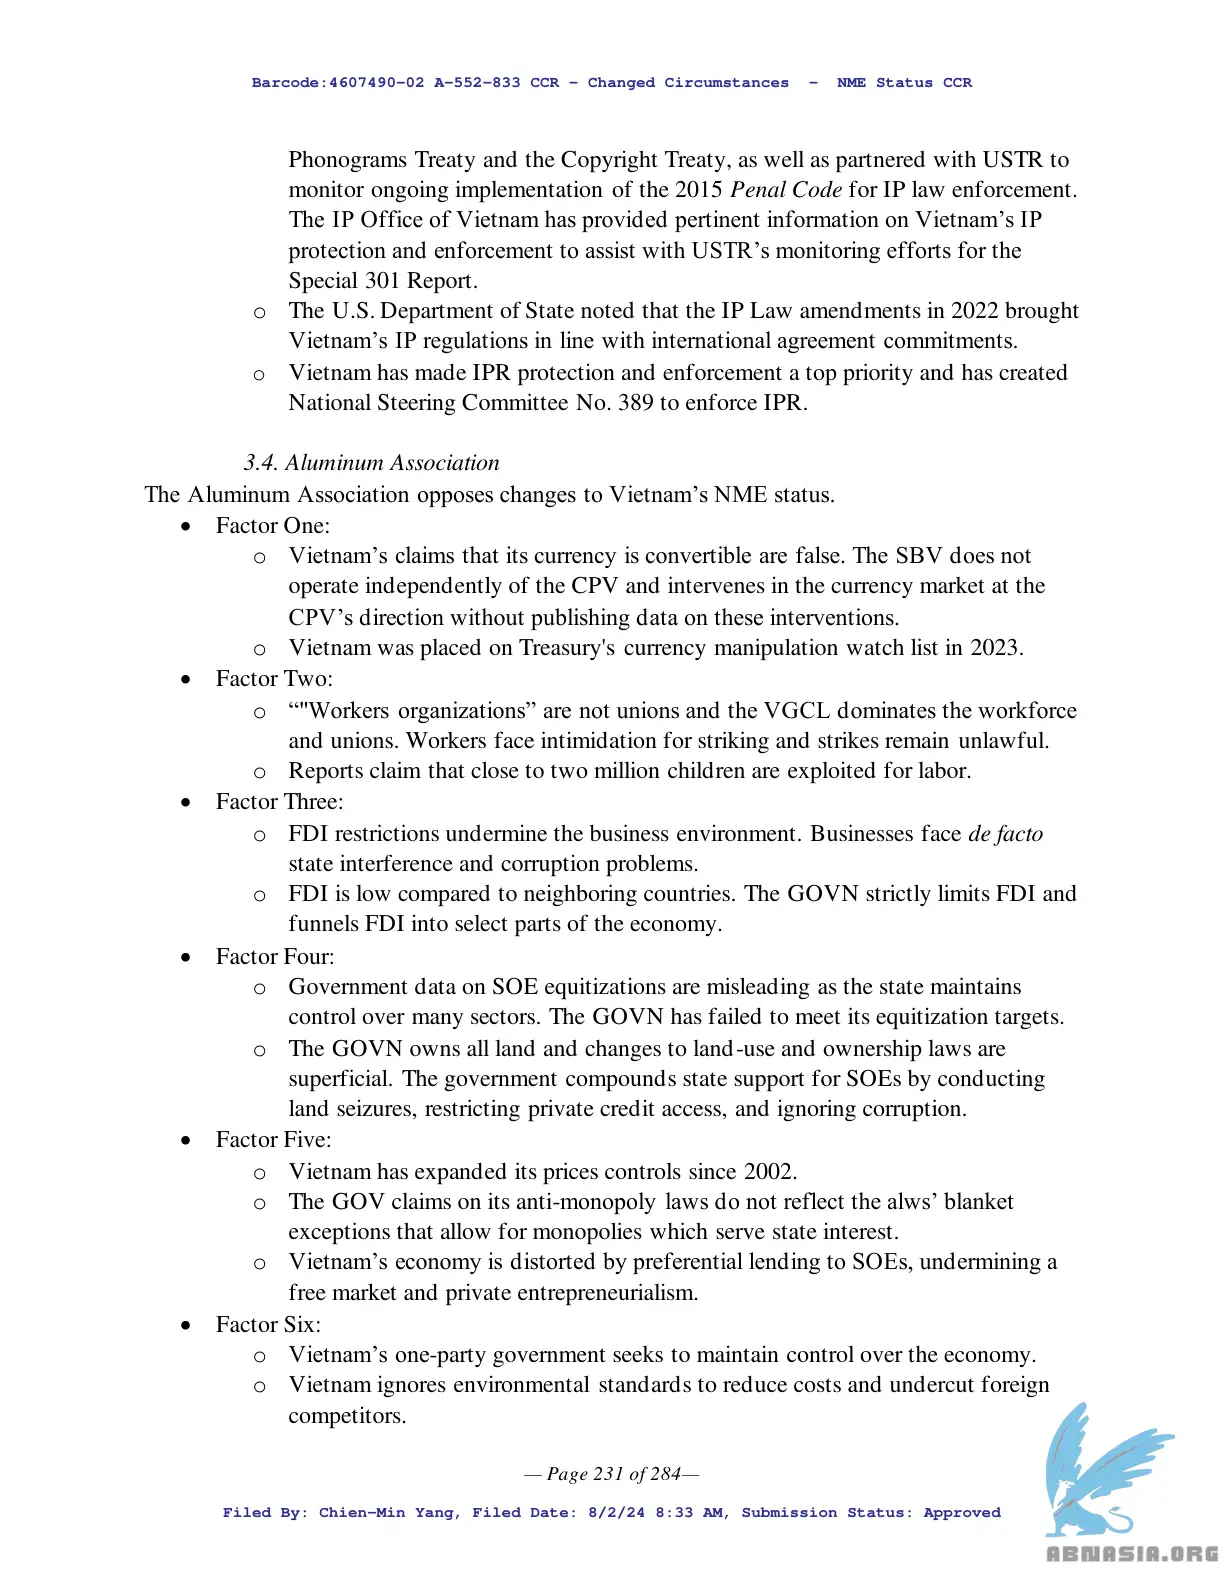 Barcode:4607490-02 A-552-833 CCR - Changed Circumstances - NME Status CCR
Phonograms Treaty and the Copyright Treaty, as well as partnered with USTR to
monitor ongoing implementation of the 2015 Penal Code for IP law enforcement.
The IP Office of Vietnam has provided pertinent information on Vietnam’s IP
protection and enforcement to assist with USTR’s monitoring efforts for the
Special 301 Report.
o The U.S. Department of State noted that the IP Law amendments in 2022 brought
Vietnam’s IP regulations in line with international agreement commitments.
o Vietnam has made IPR protection and enforcement a top priority and has created
National Steering Committee No. 389 to enforce IPR.
3.4. Aluminum Association
The Aluminum Association opposes changes to Vietnam’s NME status.
• Factor One:
o Vietnam’s claims that its currency is convertible are false. The SBV does not
operate independently of the CPV and intervenes in the currency market at the
CPV’s direction without publishing data on these interventions.
o Vietnam was placed on Treasury's currency manipulation watch list in 2023.
• Factor Two:
o “"Workers organizations” are not unions and the VGCL dominates the workforce
and unions. Workers face intimidation for striking and strikes remain unlawful.
o Reports claim that close to two million children are exploited for labor.
• Factor Three:
o FDI restrictions undermine the business environment. Businesses face de facto
state interference and corruption problems.
o FDI is low compared to neighboring countries. The GOVN strictly limits FDI and
funnels FDI into select parts of the economy.
• Factor Four:
o Government data on SOE equitizations are misleading as the state maintains
control over many sectors. The GOVN has failed to meet its equitization targets.
o The GOVN owns all land and changes to land-use and ownership laws are
superficial. The government compounds state support for SOEs by conducting
land seizures, restricting private credit access, and ignoring corruption.
• Factor Five:
o Vietnam has expanded its prices controls since 2002.
o The GOV claims on its anti-monopoly laws do not reflect the alws’ blanket
exceptions that allow for monopolies which serve state interest.
o Vietnam’s economy is distorted by preferential lending to SOEs, undermining a
free market and private entrepreneurialism.
• Factor Six:
o Vietnam’s one-party government seeks to maintain control over the economy.
o Vietnam ignores environmental standards to reduce costs and undercut foreign
competitors.
— Page 231 of 284—
Filed By: Chien-Min Yang, Filed Date: 8/2/24 8:33 AM, Submission Status: Approved
ABNASIA.ORG